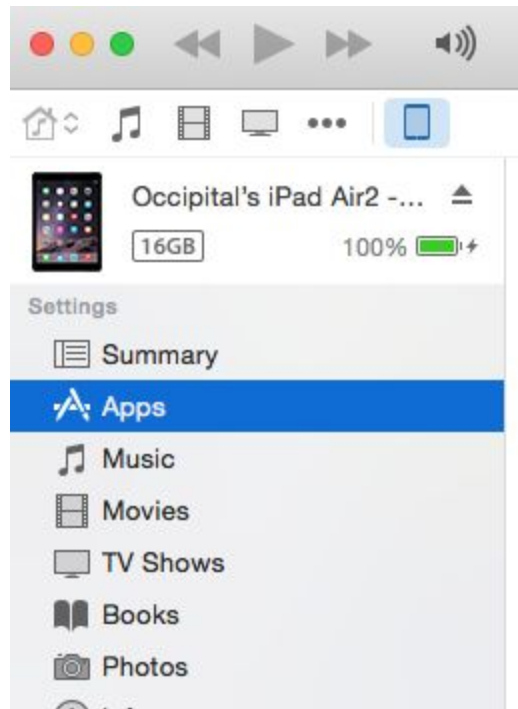 Occipital's iPad Air2 -...
16GB 100%
Settings
Summary
Apps
Music
Movies
TV Shows
Books
Photos